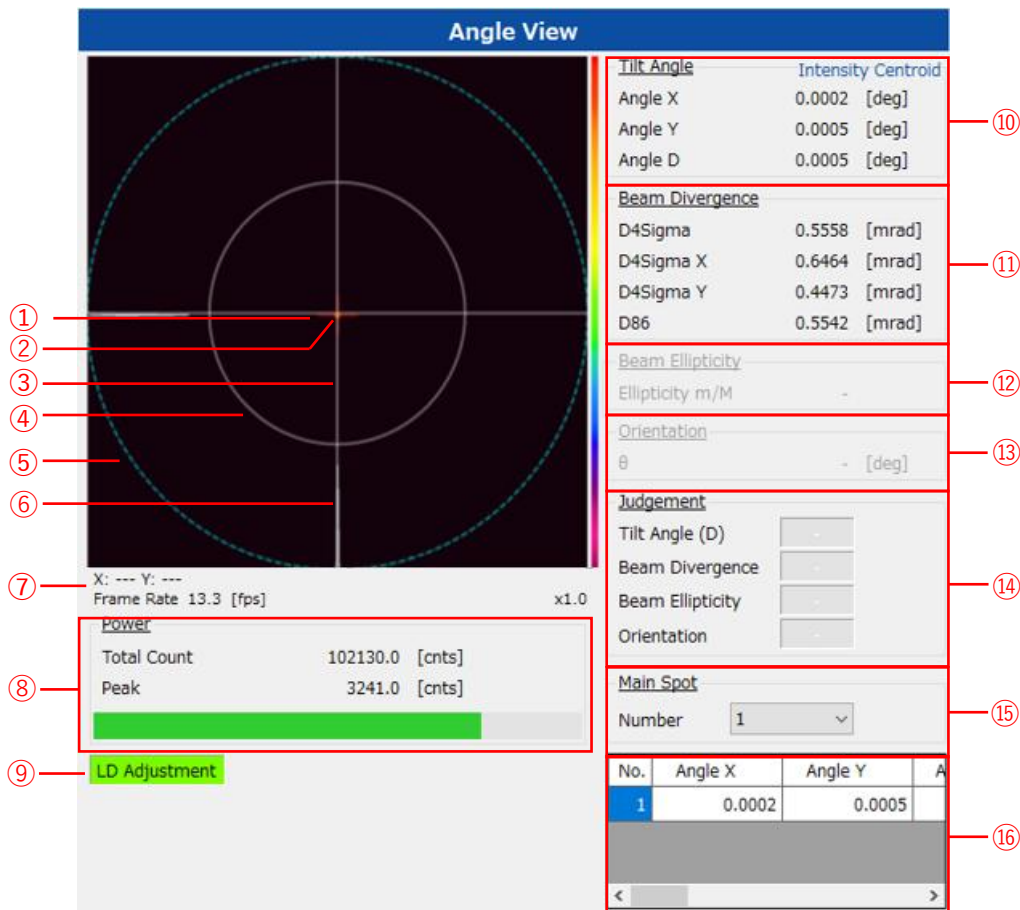 Angle View
①
②
③
④
⑤
⑥
⑦ X: --- Y: ---
Frame Rate 13.3 [fps] x1.0
Power
Total Count 102130.0 [cnts]
⑧ Peak 3241.0 [cnts]
⑨ LD Adjustment
Tilt Angle Intensity Centroid
Angle X 0.0002 [deg]
Angle Y 0.0005 [deg] ⑩
Angle D 0.0005 [deg]
Beam Divergence
D4Sigma 0.5558 [mrad]
D4Sigma X 0.6464 [mrad] ⑪
D4Sigma Y 0.4473 [mrad]
D86 0.5542 [mrad]
Beam Ellipticity
Ellipticity m/M - ⑫
Orientation
θ - [deg] ⑬
Judgement
Tilt Angle (D) -
Beam Divergence - ⑭
Beam Ellipticity -
Orientation -
Main Spot
Number 1 ⑮
No. Angle X Angle Y A
1 0.0002 0.0005
⑯